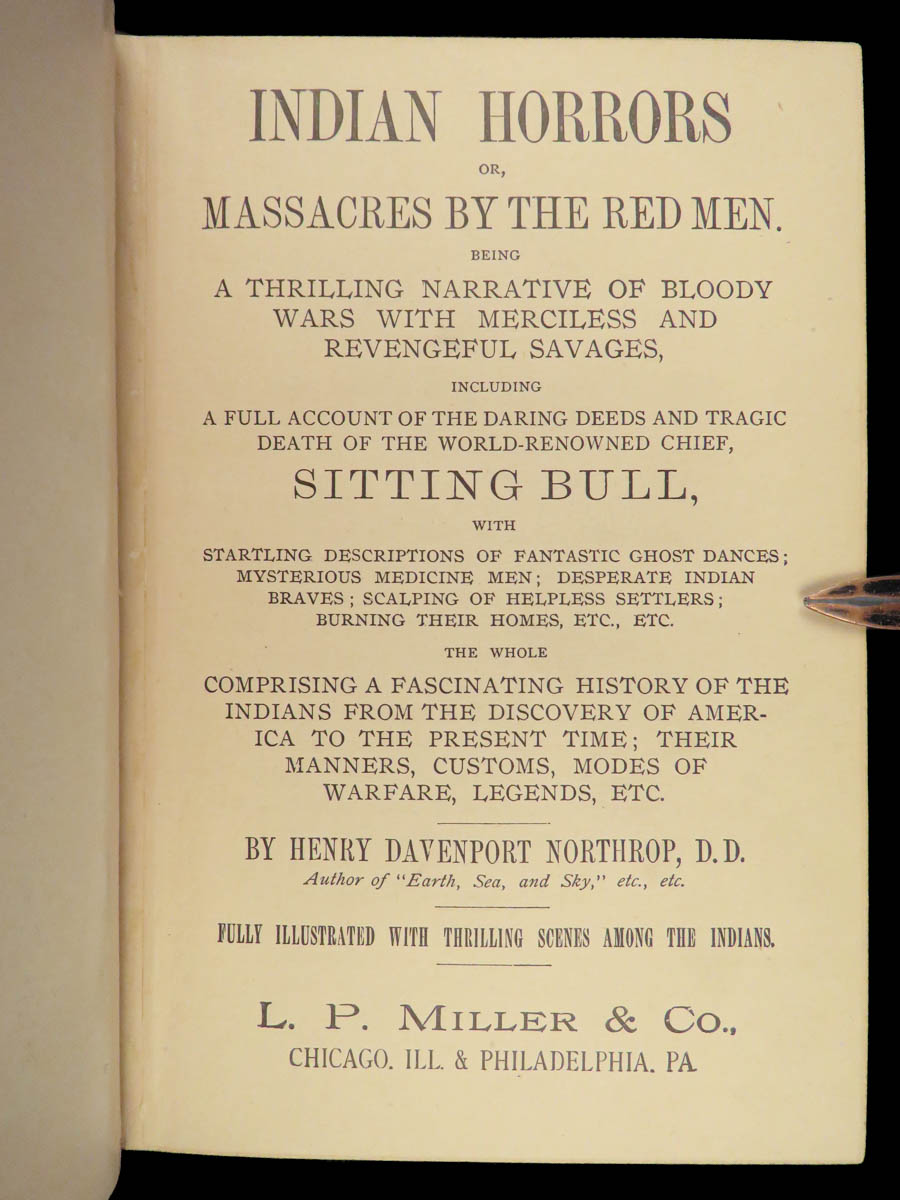 INDIAN HORRORS
OR,
MASSACRES BY THE RED MEN.
BEING
A THRILLING NARRATIVE OF BLOODY
WARS WITH MERCILESS AND
REVENGEFUL SAVAGES,
INCLUDING
A FULL ACCOUNT OF THE DARING DEEDS AND TRAGIC
DEATH OF THE WORLD-RENOWNED CHIEF,
SITTING BULL,
WITH
STARTLING DESCRIPTIONS OF FANTASTIC GHOST DANCES;
MYSTERIOUS MEDICINE MEN; DESPERATE INDIAN
BRAVES; SCALPING OF HELPLESS SETTLERS;
BURNING THEIR HOMES, ETC., ETC.
THE WHOLE
COMPRISING A FASCINATING HISTORY OF THE
INDIANS FROM THE DISCOVERY OF AMER-
ICA TO THE PRESENT TIME; THEIR
MANNERS, CUSTOMS, MODES OF
WARFARE, LEGENDS, ETC.
BY HENRY DAVENPORT NORTHROP, D.D.
Author of "Earth, Sea, and Sky," etc., etc.
FULLY ILLUSTRATED WITH THRILLING SCENES AMONG THE INDIANS.
L. P. MILLER & CO.,
CHICAGO. ILL. & PHILADELPHIA. PA.